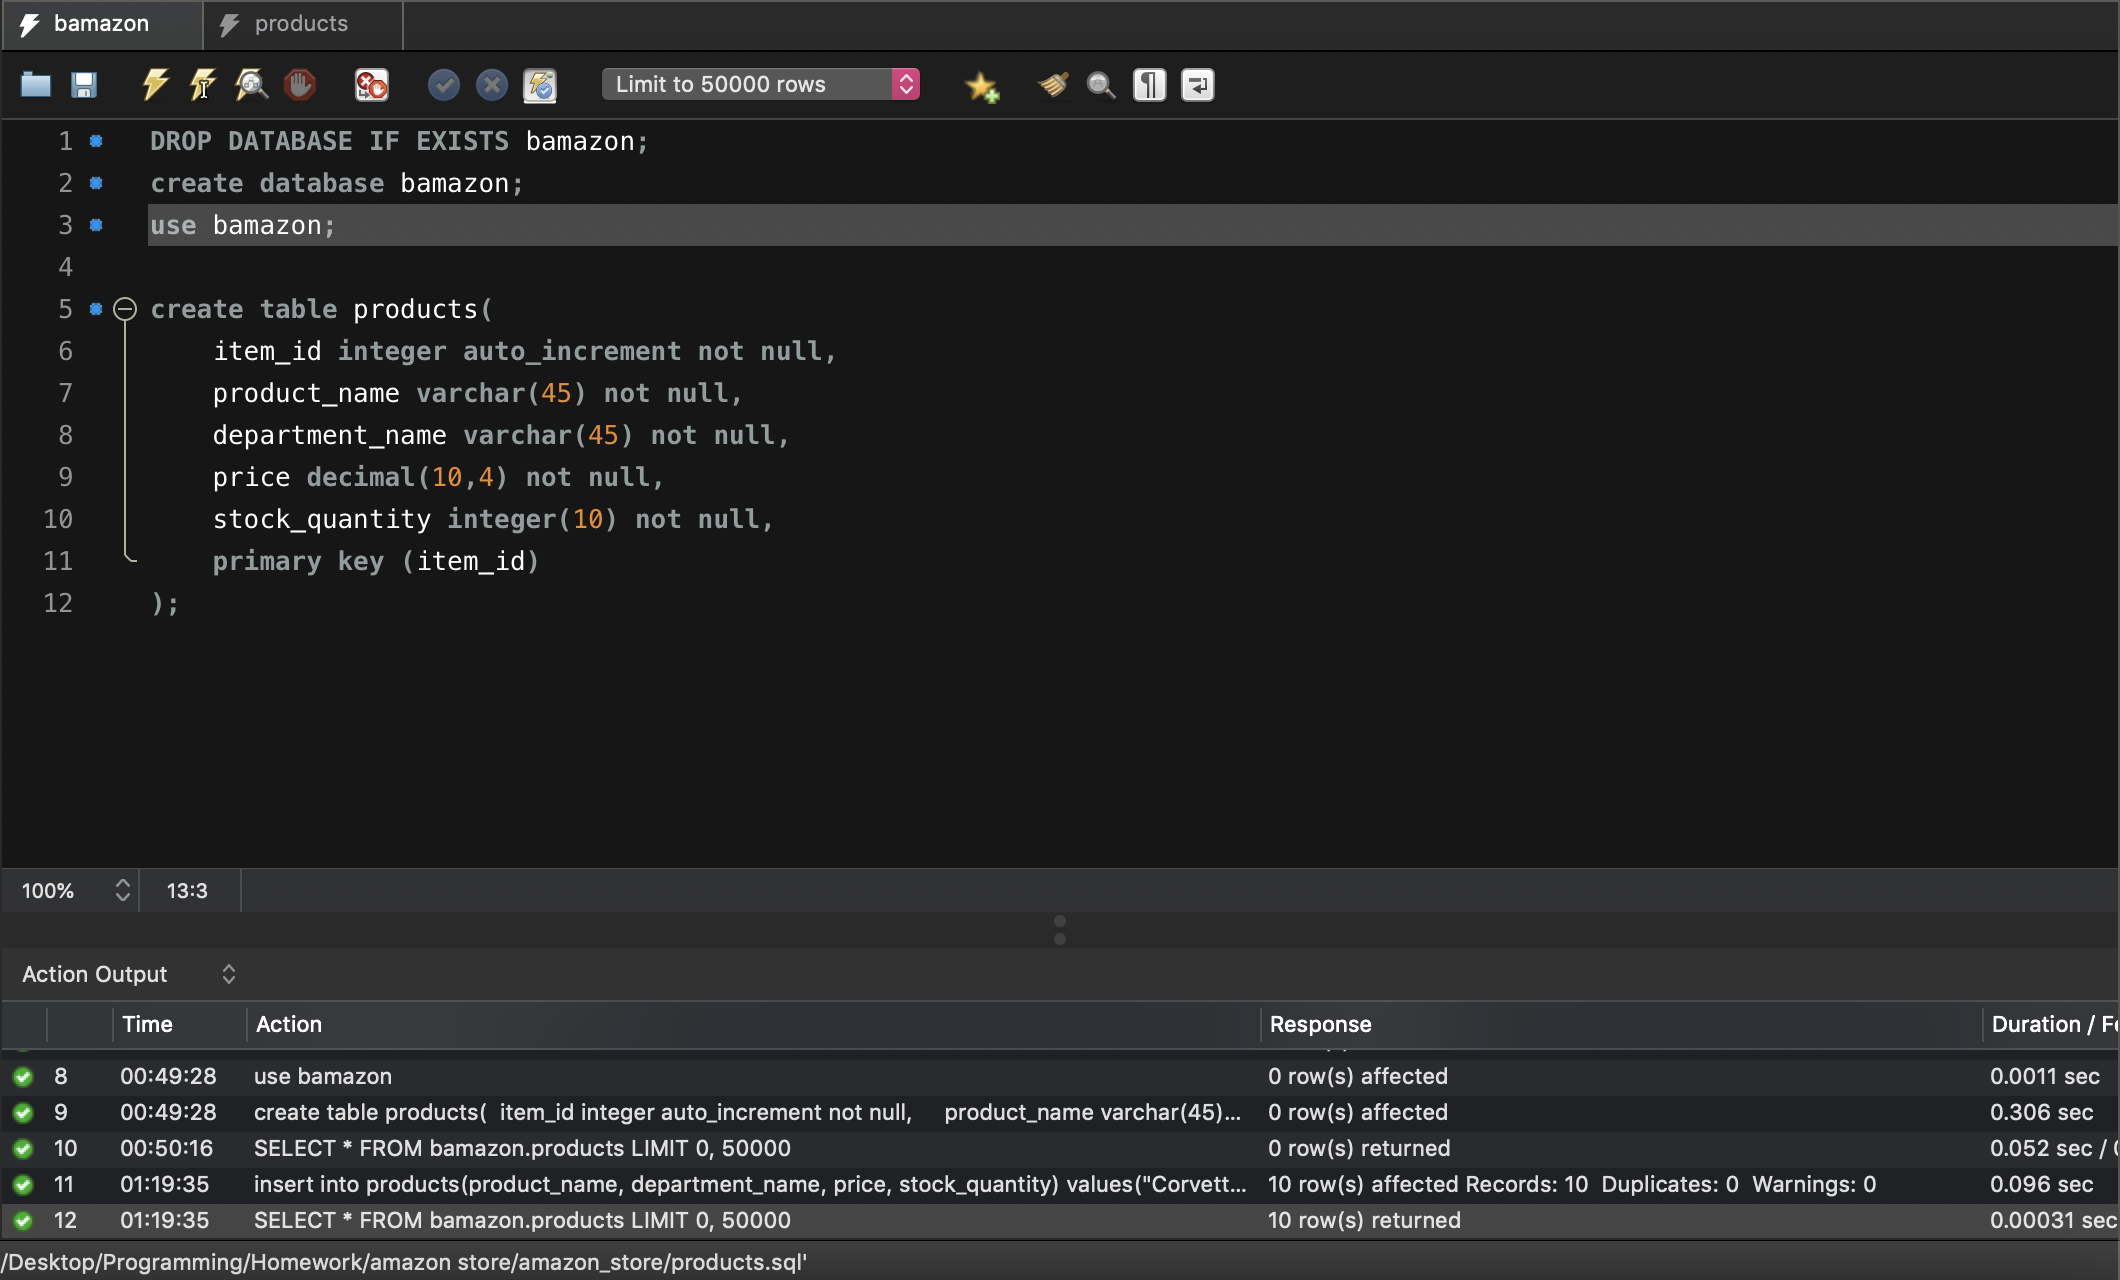 bamazon products
Limit to 50000 rows
1 DROP DATABASE IF EXISTS bamazon;
2 create database bamazon;
3 use bamazon;
4
5 create table products(
6 item_id integer auto_increment not null,
7 product_name varchar(45) not null,
8 department_name varchar(45) not null,
9 price decimal(10,4) not null,
10 stock_quantity integer(10) not null,
11 primary key (item_id)
12 );
100% 13:3
Action Output
Time Action Response Duration /
8 00:49:28 use bamazon 0 row(s) affected 0.0011 sec
9 00:49:28 create table products( item_id integer auto_increment not null, product_name varchar(45)... 0 row(s) affected 0.306 sec
10 00:50:16 SELECT * FROM bamazon.products LIMIT 0, 50000 0 row(s) returned 0.052 sec /
11 01:19:35 insert into products(product_name, department_name, price, stock_quantity) values("Corvett... 10 row(s) affected Records: 10 Duplicates: 0 Warnings: 0 0.096 sec
12 01:19:35 SELECT * FROM bamazon.products LIMIT 0, 50000 10 row(s) returned 0.00031 sec
/Desktop/Programming/Homework/amazon store/amazon_store/products.sql'